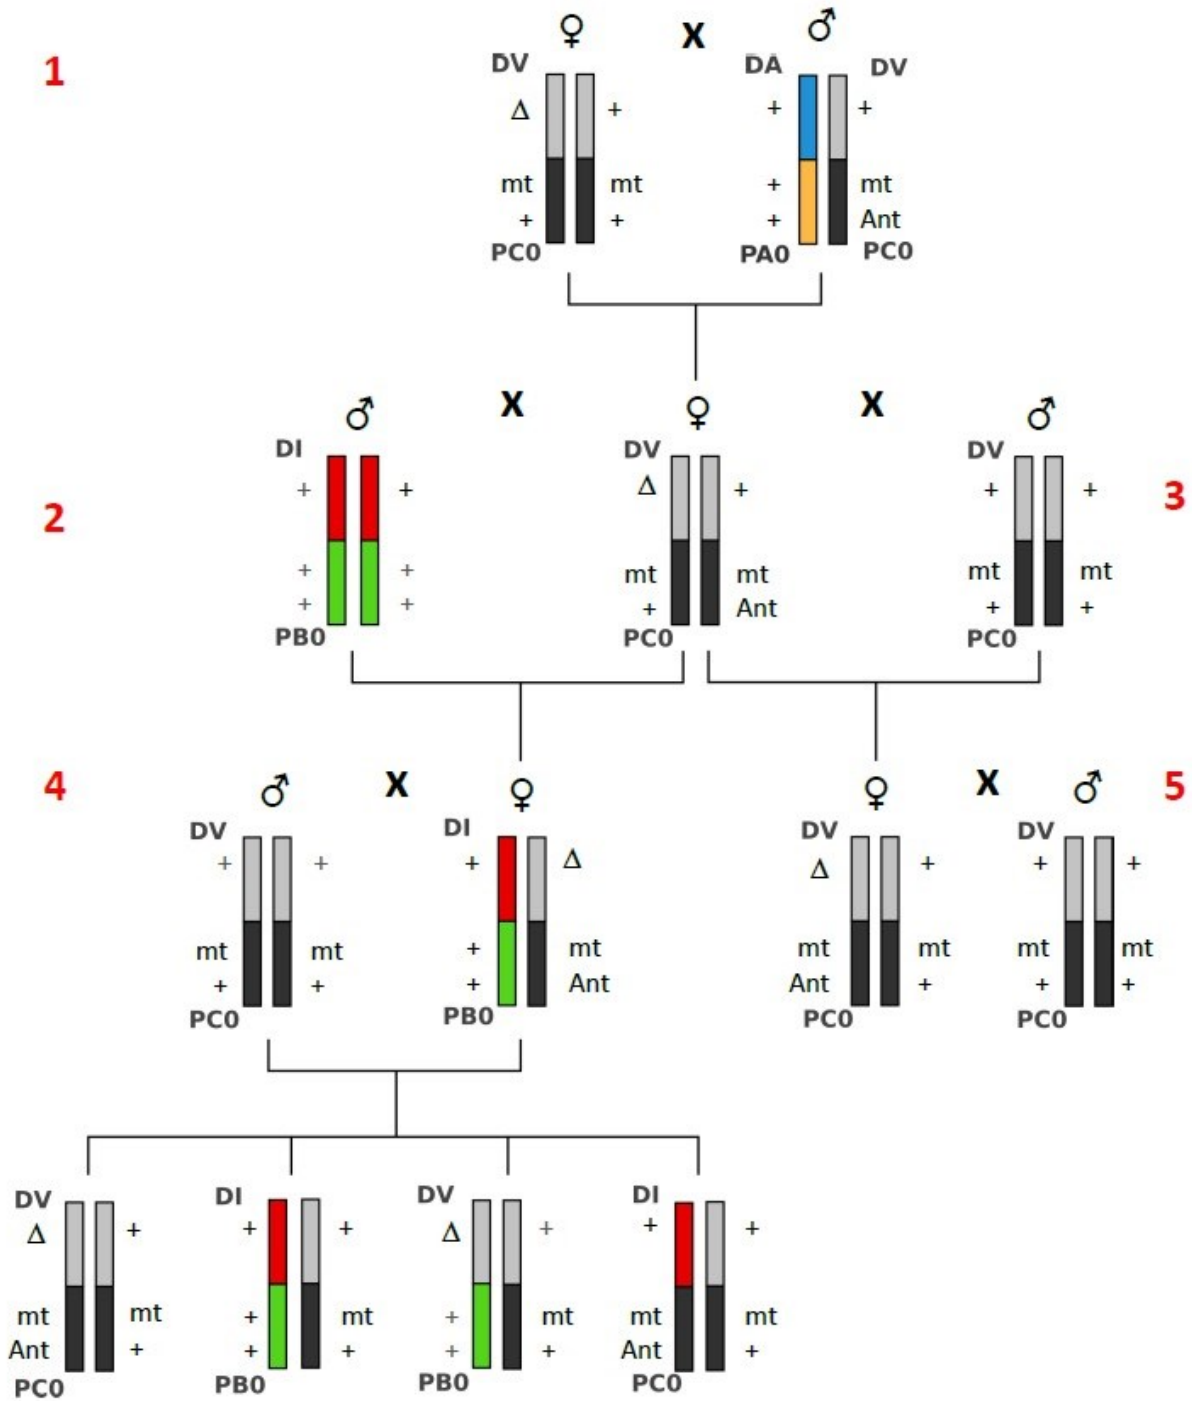 ♀ X ♂
1
DV DA DV
Δ + + +
mt mt + mt
+ + + Ant
PC0 PA0 PC0
♂ X ♀ X ♂
DI DV DV
+ + Δ + + +
2 3
+ + mt mt mt mt
+ + + Ant + +
PB0 PC0 PC0
4 ♂ X ♀ ♀ X ♂ 5
DV DI DV DV
+ + + Δ Δ + + +
mt mt + mt mt mt mt mt
+ + + Ant Ant + + +
PC0 PB0 PC0 PC0
DV DI DV DI
Δ + + + Δ + + +
mt mt + mt + mt mt mt
Ant + + + + + Ant +
PC0 PB0 PB0 PC0